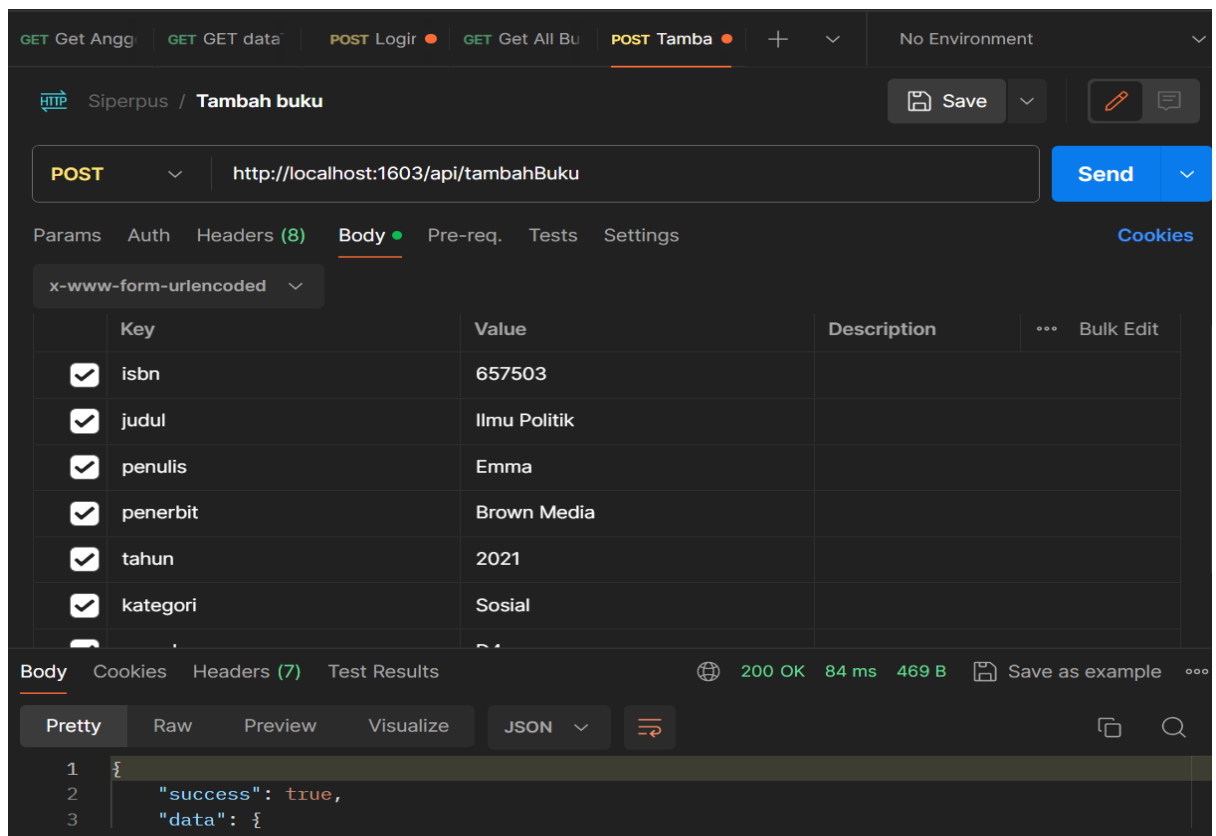 GET Get Angg GET GET data POST Logir GET Get All Bu POST Tamba No Environment
HTTP Siperpus / Tambah buku Save
POST http://localhost:1603/api/tambahBuku Send
Params Auth Headers (8) Body Pre-req. Tests Settings Cookies
x-www-form-urlencoded
Key Value Description Bulk Edit
isbn 657503
judul Ilmu Politik
penulis Emma
penerbit Brown Media
tahun 2021
kategori Sosial
Body Cookies Headers (7) Test Results 200 OK 84 ms 469 B Save as example
Pretty Raw Preview Visualize JSON
1 {
2 "success": true,
3 "data": {